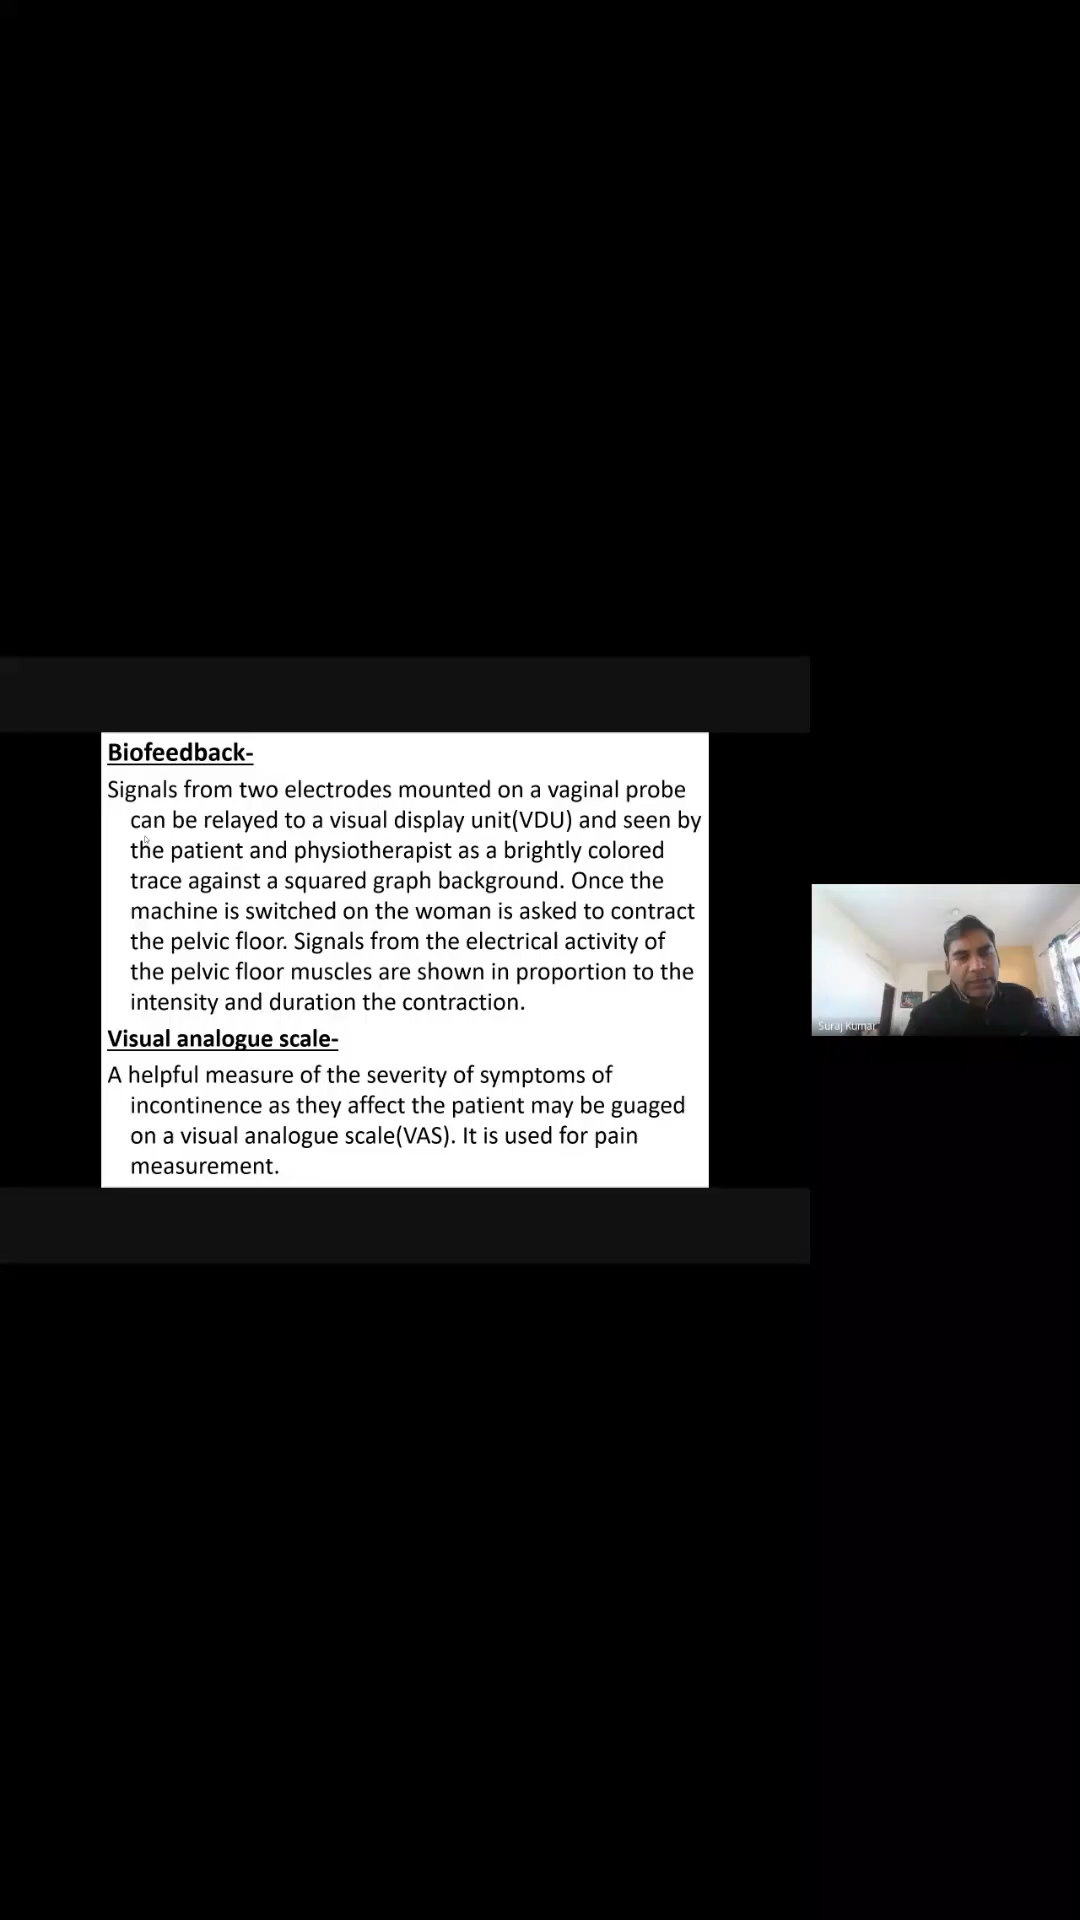 Biofeedback-
Signals from two electrodes mounted on a vaginal probe
can be relayed to a visual display unit(VDU) and seen by
the patient and physiotherapist as a brightly colored
trace against a squared graph background. Once the
machine is switched on the woman is asked to contract
the pelvic floor. Signals from the electrical activity of
the pelvic floor muscles are shown in proportion to the
intensity and duration the contraction.
Visual analogue scale-
A helpful measure of the severity of symptoms of
incontinence as they affect the patient may be guaged
on a visual analogue scale(VAS). It is used for pain
measurement.
Suraj Kumar